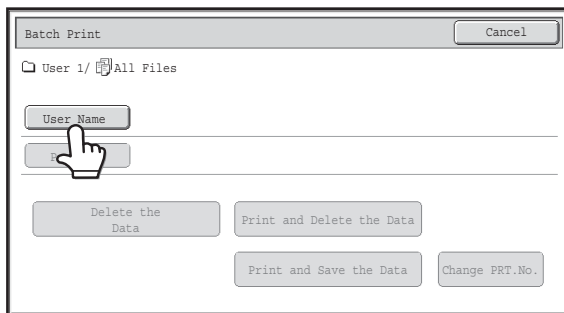 Batch Print
Cancel
User 1/ All Files
User Name
Delete the
Data
Print and Delete the Data
Print and Save the Data
Change PRT.No.